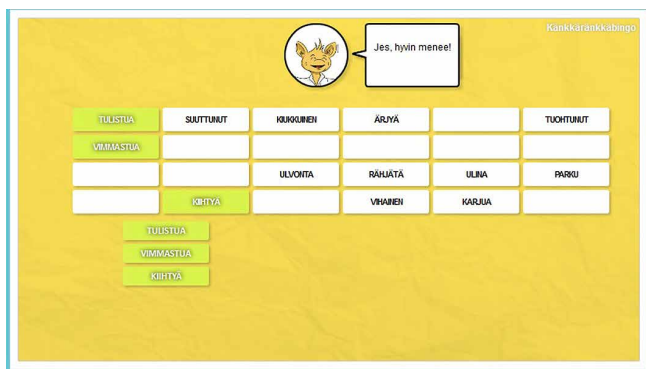 Kankkaränkkäbingo
Jes, hyvin menee!
TULISTUA SUUTTUNUT KIUKKUINEN ÄRJYÄ TUOHTUNUT
VIMMASTUA
ULVONTA RÄHJÄTÄ ULINA PARKU
KIIHTYÄ VIHAINEN KARJUA
TULISTUA
VIMMASTUA
KIIHTYÄ